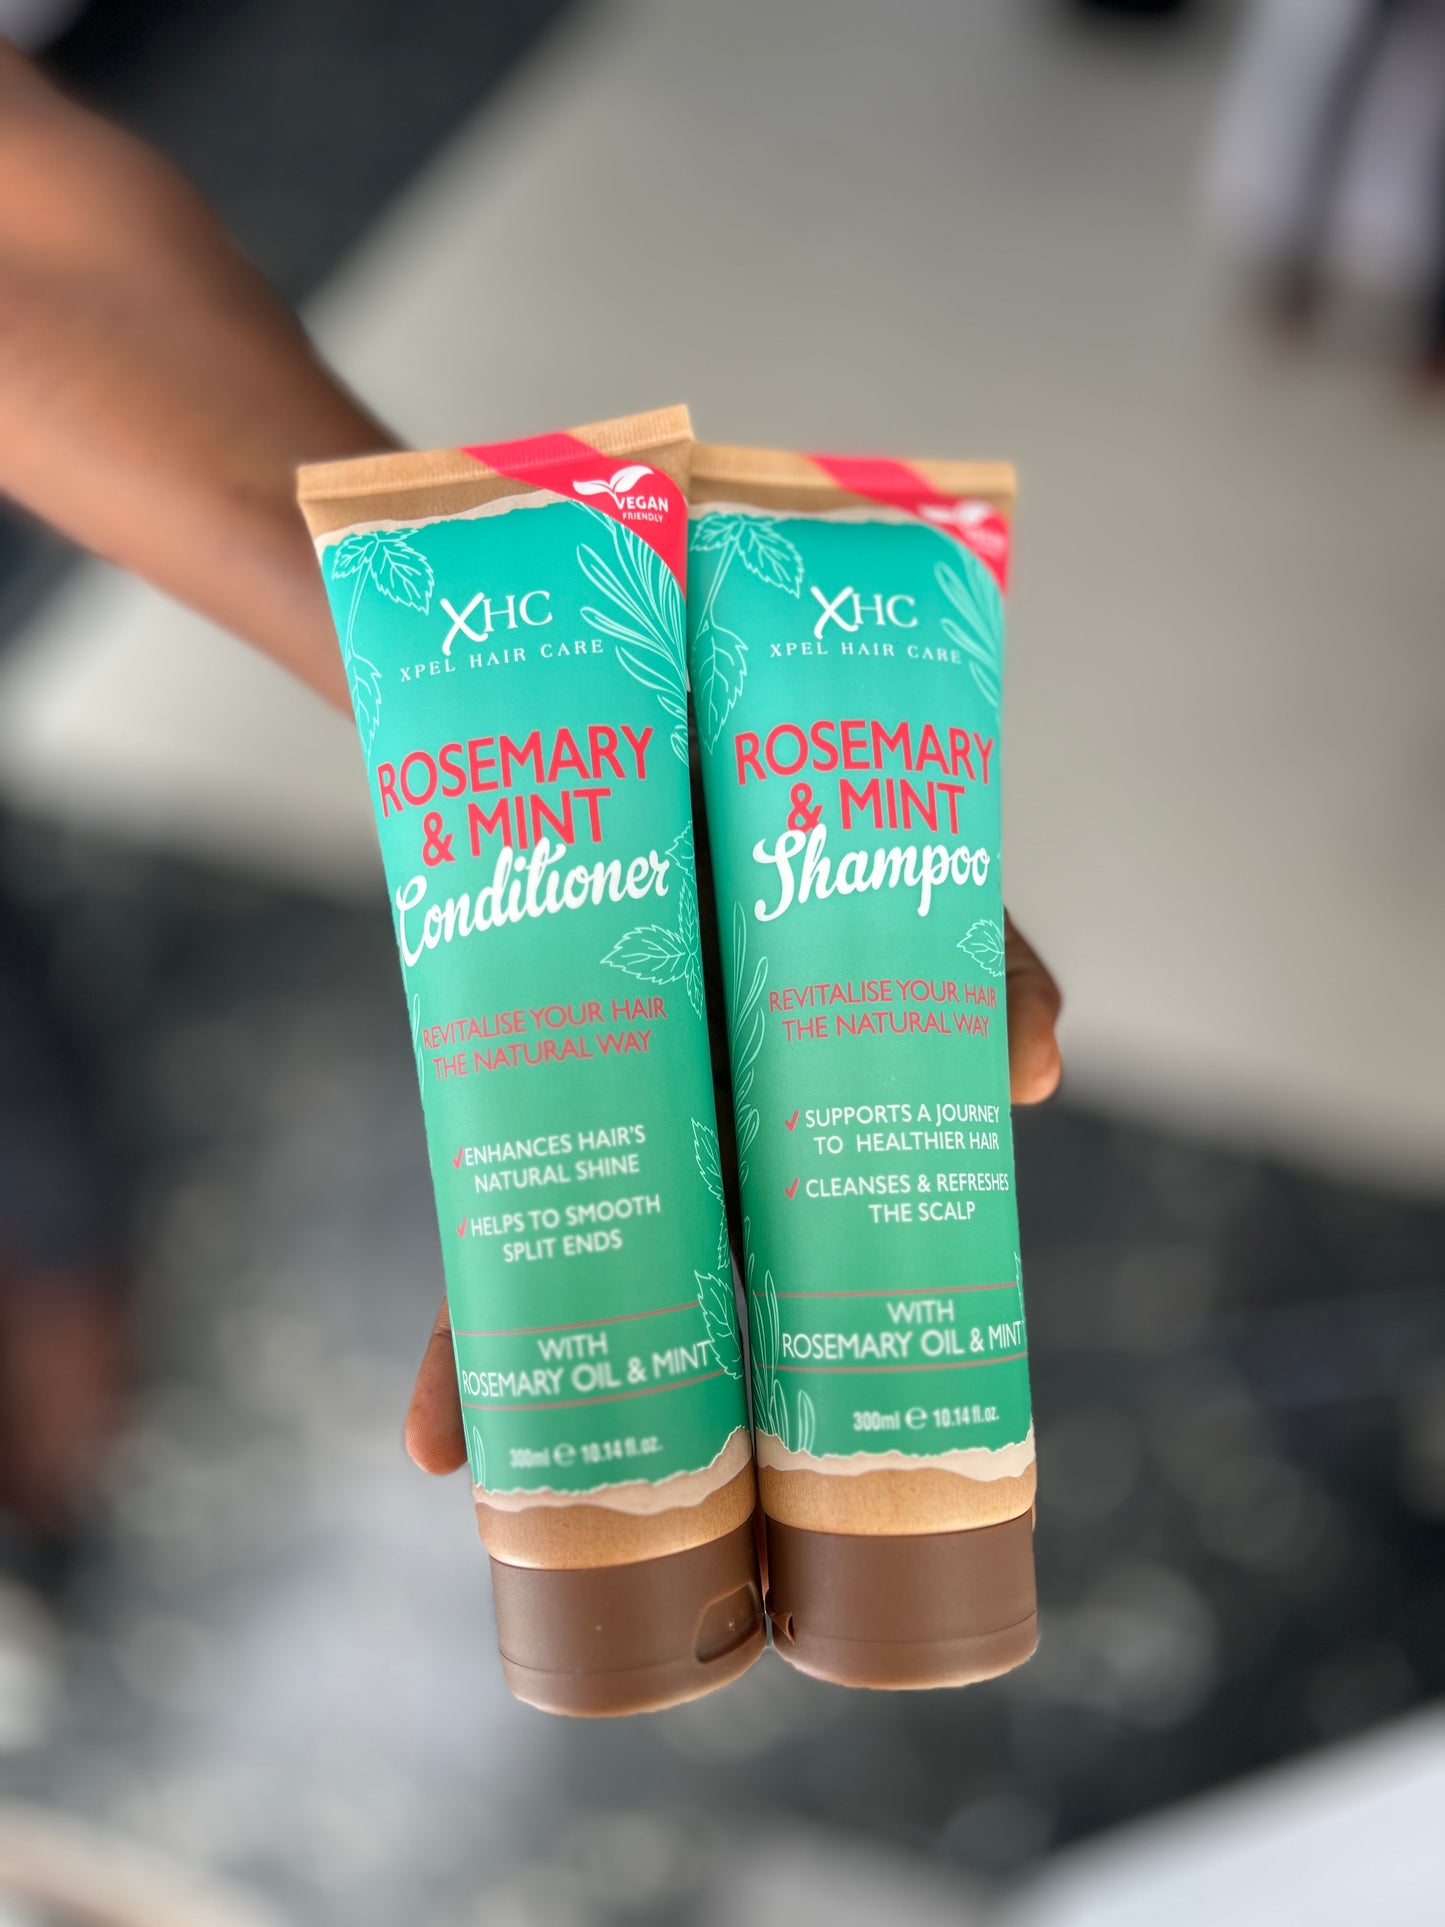 VEGAN
FRIENDLY
XHC
XPEL HAIR CARE
ROSEMARY
& MINT
Conditioner
REVITALISE YOUR HAIR
THE NATURAL WAY
ENHANCES HAIR'S
NATURAL SHINE
HELPS TO SMOOTH
SPLIT ENDS
WITH
ROSEMARY OIL & MINT
300ml e 10.14 fl.oz.
XHC
XPEL HAIR CARE
ROSEMARY
& MINT
Shampoo
REVITALISE YOUR HAIR
THE NATURAL WAY
SUPPORTS A JOURNEY
TO HEALTHIER HAIR
CLEANSES & REFRESHES
THE SCALP
WITH
ROSEMARY OIL & MINT
300ml e 10.14 fl.oz.